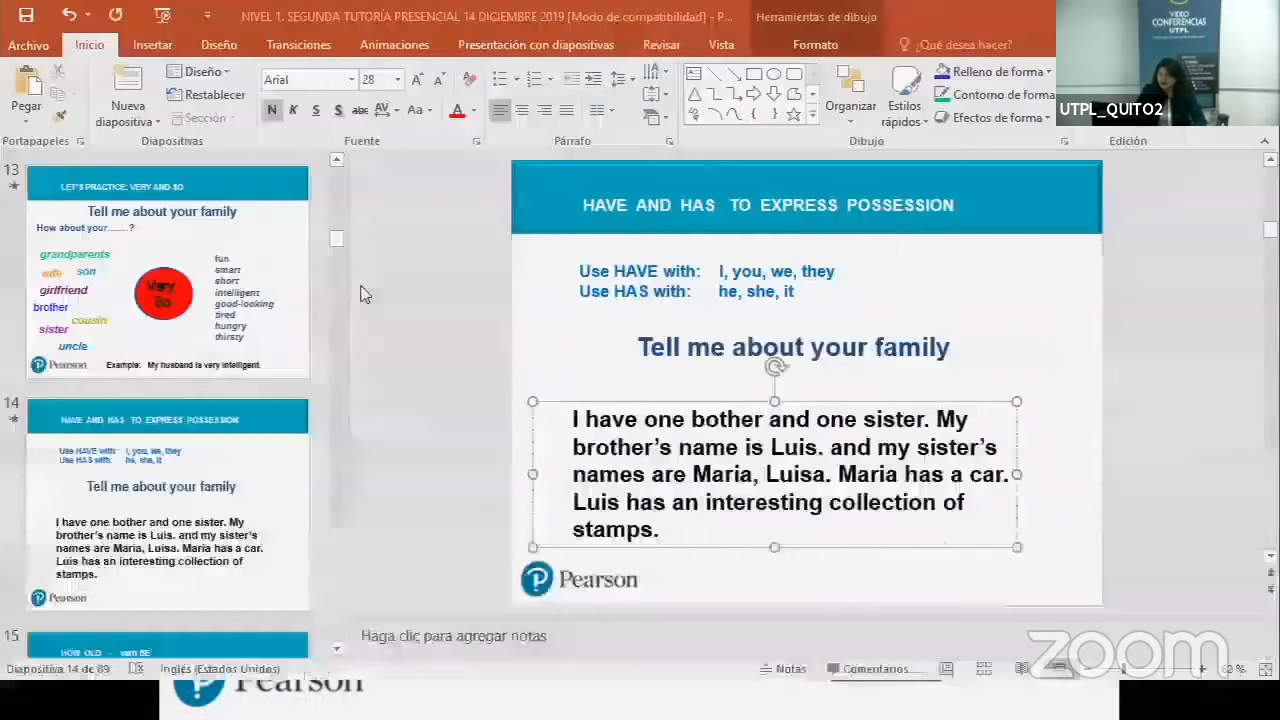 NIVEL 1. SEGUNDA TUTORÍA PRESENCIAL 14 DICIEMBRE 2019 [Modo de compatibilidad] - P...
Herramientas de dibujo
Archivo Inicio Insertar Diseño Transiciones Animaciones Presentación con diapositivas Revisar Vista Formato ¿Qué desea hacer?
VIDEO
CONFERENCIAS
UTPL
UTPL_QUITO2
Pegar
Nueva
diapositiva
Diseño
Restablecer
Sección
Arial 28
N K S S abc AV Aa A
Organizar
Estilos
rápidos
Relleno de forma
Contorno de forma
Efectos de forma
Portapapeles Diapositivas Fuente Párrafo Dibujo Edición
13
LET'S PRACTICE: VERY AND SO
Tell me about your family
How about your.......?
grandparents
wife son
girlfriend
brother
cousin
sister
uncle
Very
So
fun
smart
short
intelligent
good-looking
tired
hungry
thirsty
Pearson
Example: My husband is very intelligent.
14
HAVE AND HAS TO EXPRESS POSSESSION
Use HAVE with: I, you, we, they
Use HAS with: he, she, it
Tell me about your family
I have one bother and one sister. My
brother's name is Luis. and my sister's
names are Maria, Luisa. Maria has a car.
Luis has an interesting collection of
stamps.
Pearson
15
HOW OLD - verb BE
HAVE AND HAS TO EXPRESS POSSESSION
Use HAVE with: I, you, we, they
Use HAS with: he, she, it
Tell me about your family
I have one bother and one sister. My
brother's name is Luis. and my sister's
names are Maria, Luisa. Maria has a car.
Luis has an interesting collection of
stamps.
Pearson
Haga clic para agregar notas
Diapositiva 14 de 89 Inglés (Estados Unidos) Notas Comentarios
zoom
Pearson